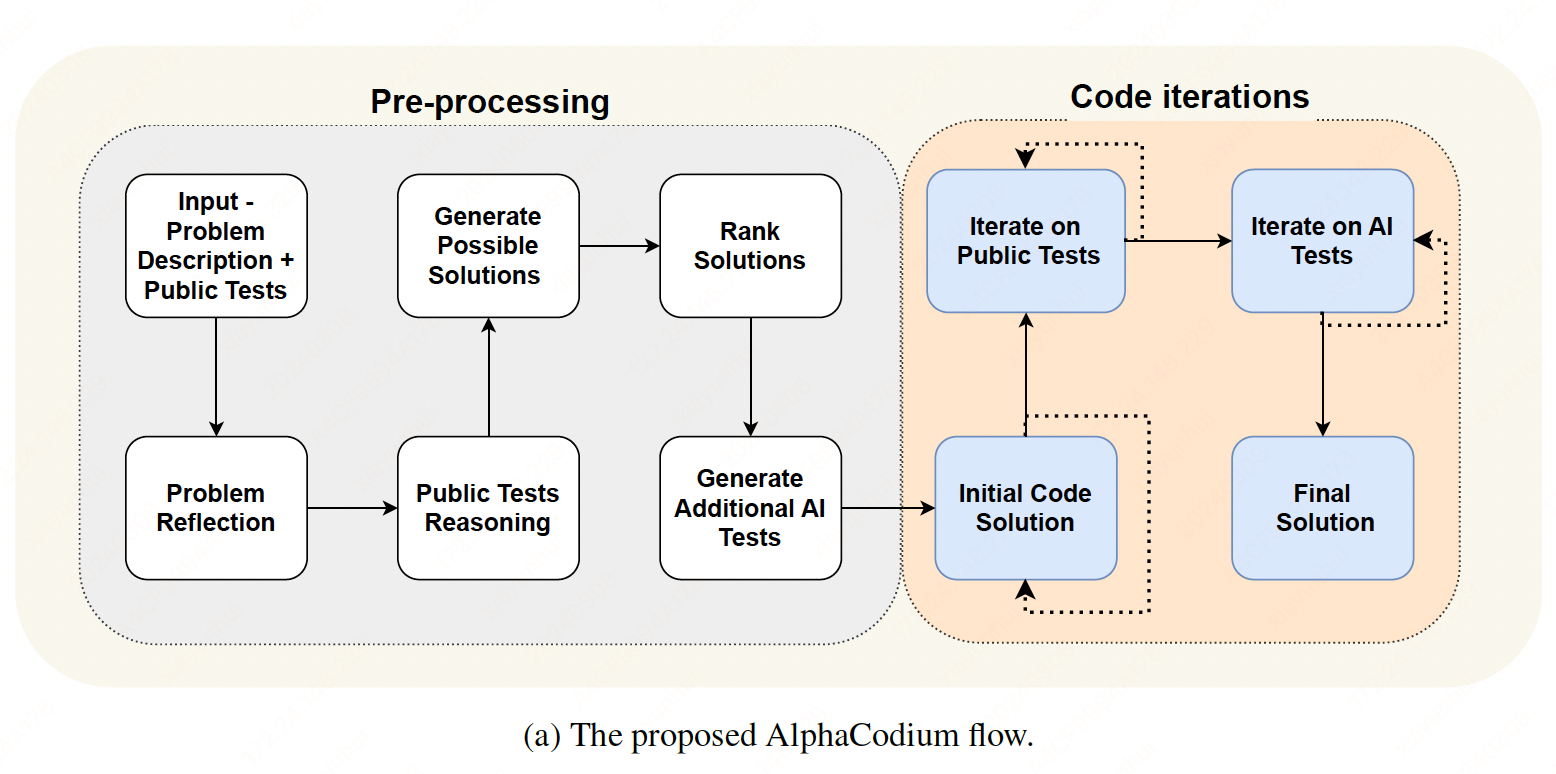 Pre-processing
Code iterations
Input -
Problem
Description +
Public Tests
Generate
Possible
Solutions
Rank
Solutions
Iterate on
Public Tests
Iterate on AI
Tests
Problem
Reflection
Public Tests
Reasoning
Generate
Additional AI
Tests
Initial Code
Solution
Final
Solution
(a) The proposed AlphaCodium flow.